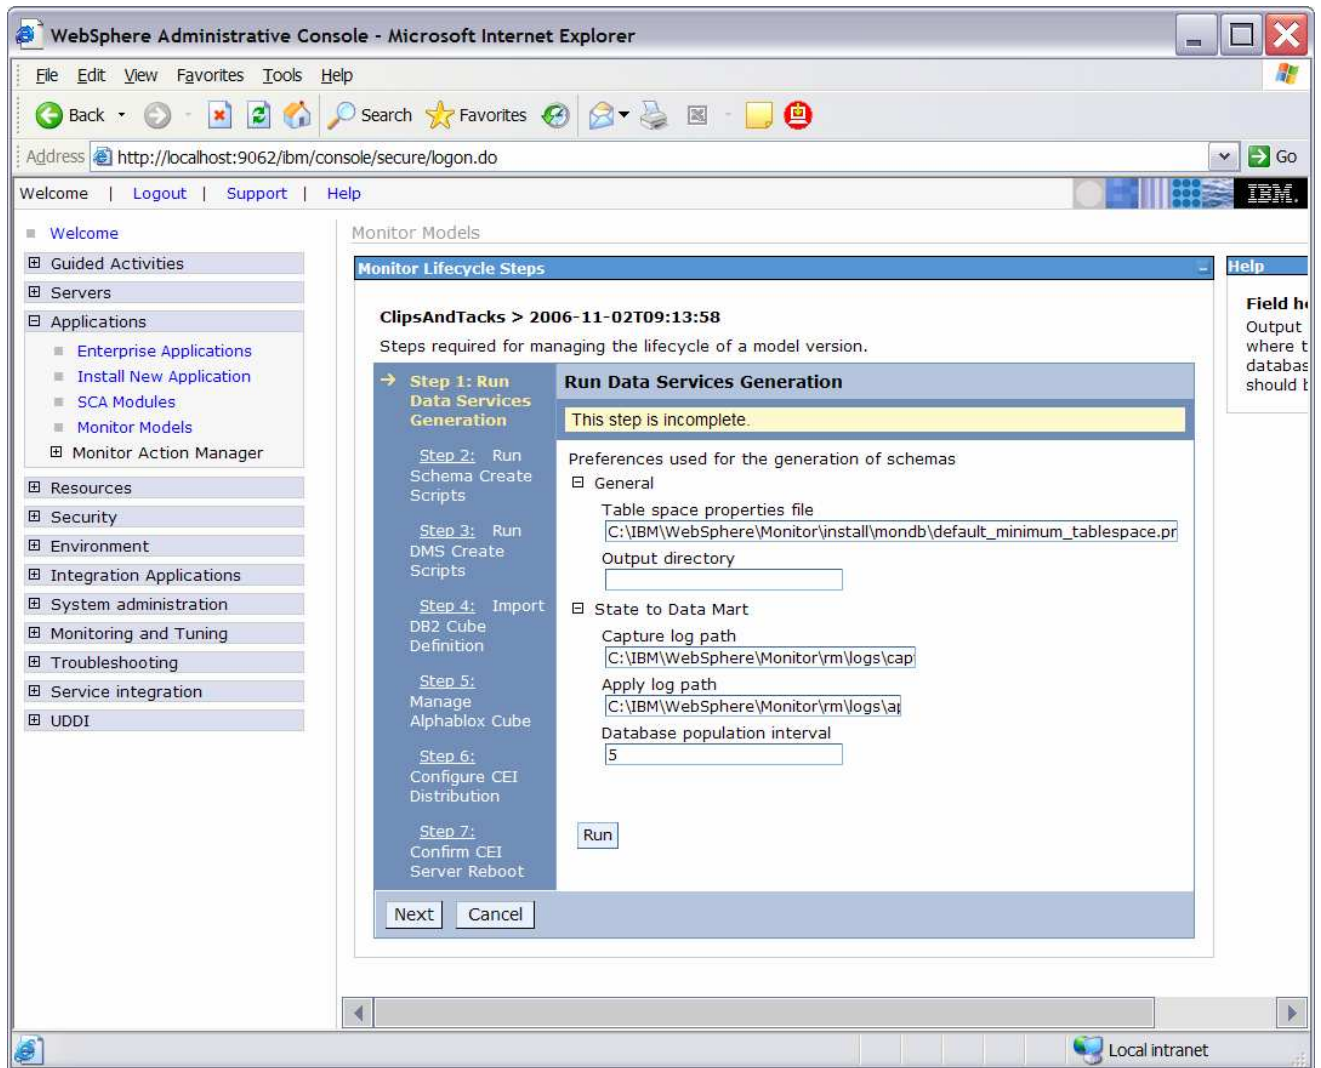 WebSphere Administrative Console - Microsoft Internet Explorer
File Edit View Favorites Tools Help
Back Search Favorites
Address http://localhost:9062/ibm/console/secure/logon.do Go
Welcome | Logout | Support | Help IBM.
Welcome
Guided Activities
Servers
Applications
Enterprise Applications
Install New Application
SCA Modules
Monitor Models
Monitor Action Manager
Resources
Security
Environment
Integration Applications
System administration
Monitoring and Tuning
Troubleshooting
Service integration
UDDI
Monitor Models
Monitor Lifecycle Steps
ClipsAndTacks > 2006-11-02T09:13:58
Steps required for managing the lifecycle of a model version.
Step 1: Run
Data Services
Generation
Step 2: Run
Schema Create
Scripts
Step 3: Run
DMS Create
Scripts
Step 4: Import
DB2 Cube
Definition
Step 5:
Manage
Alphablox Cube
Step 6:
Configure CEI
Distribution
Step 7:
Confirm CEI
Server Reboot
Run Data Services Generation
This step is incomplete.
Preferences used for the generation of schemas
General
Table space properties file
C:\IBM\WebSphere\Monitor\install\mondb\default_minimum_tablespace.pr
Output directory
State to Data Mart
Capture log path
C:\IBM\WebSphere\Monitor\rm\logs\cap
Apply log path
C:\IBM\WebSphere\Monitor\rm\logs\ap
Database population interval
5
Run
Next Cancel
Help
Field h
Output
where t
databas
should
Local intranet